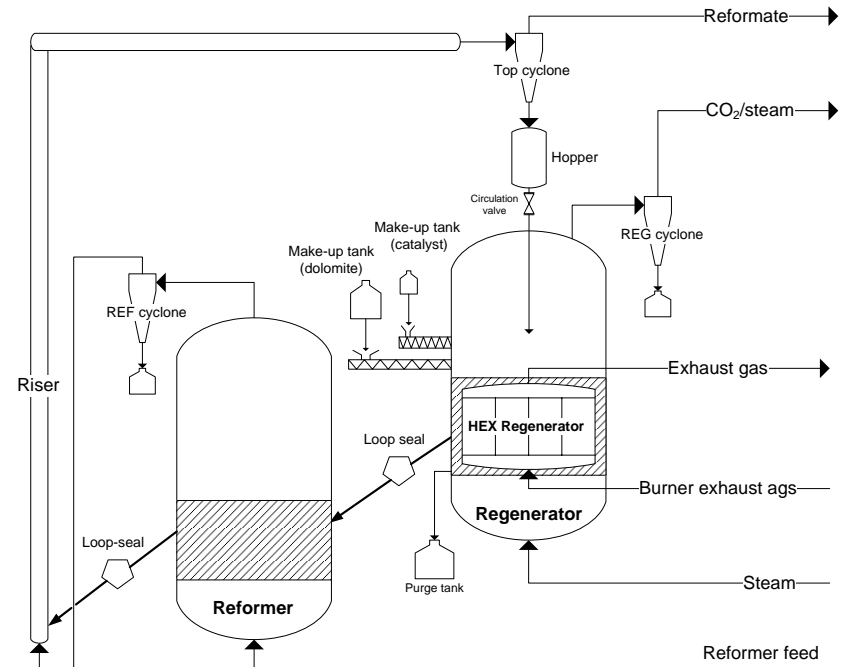 Reformate
Top cyclone
CO₂/steam
Hopper
Circulation
valve
Make-up tank
(catalyst)
REG cyclone
Make-up tank
(dolomite)
REF cyclone
Exhaust gas
Riser
HEX Regenerator
Loop seal
Burner exhaust ags
Regenerator
Loop-seal
Purge tank
Steam
Reformer
Reformer feed